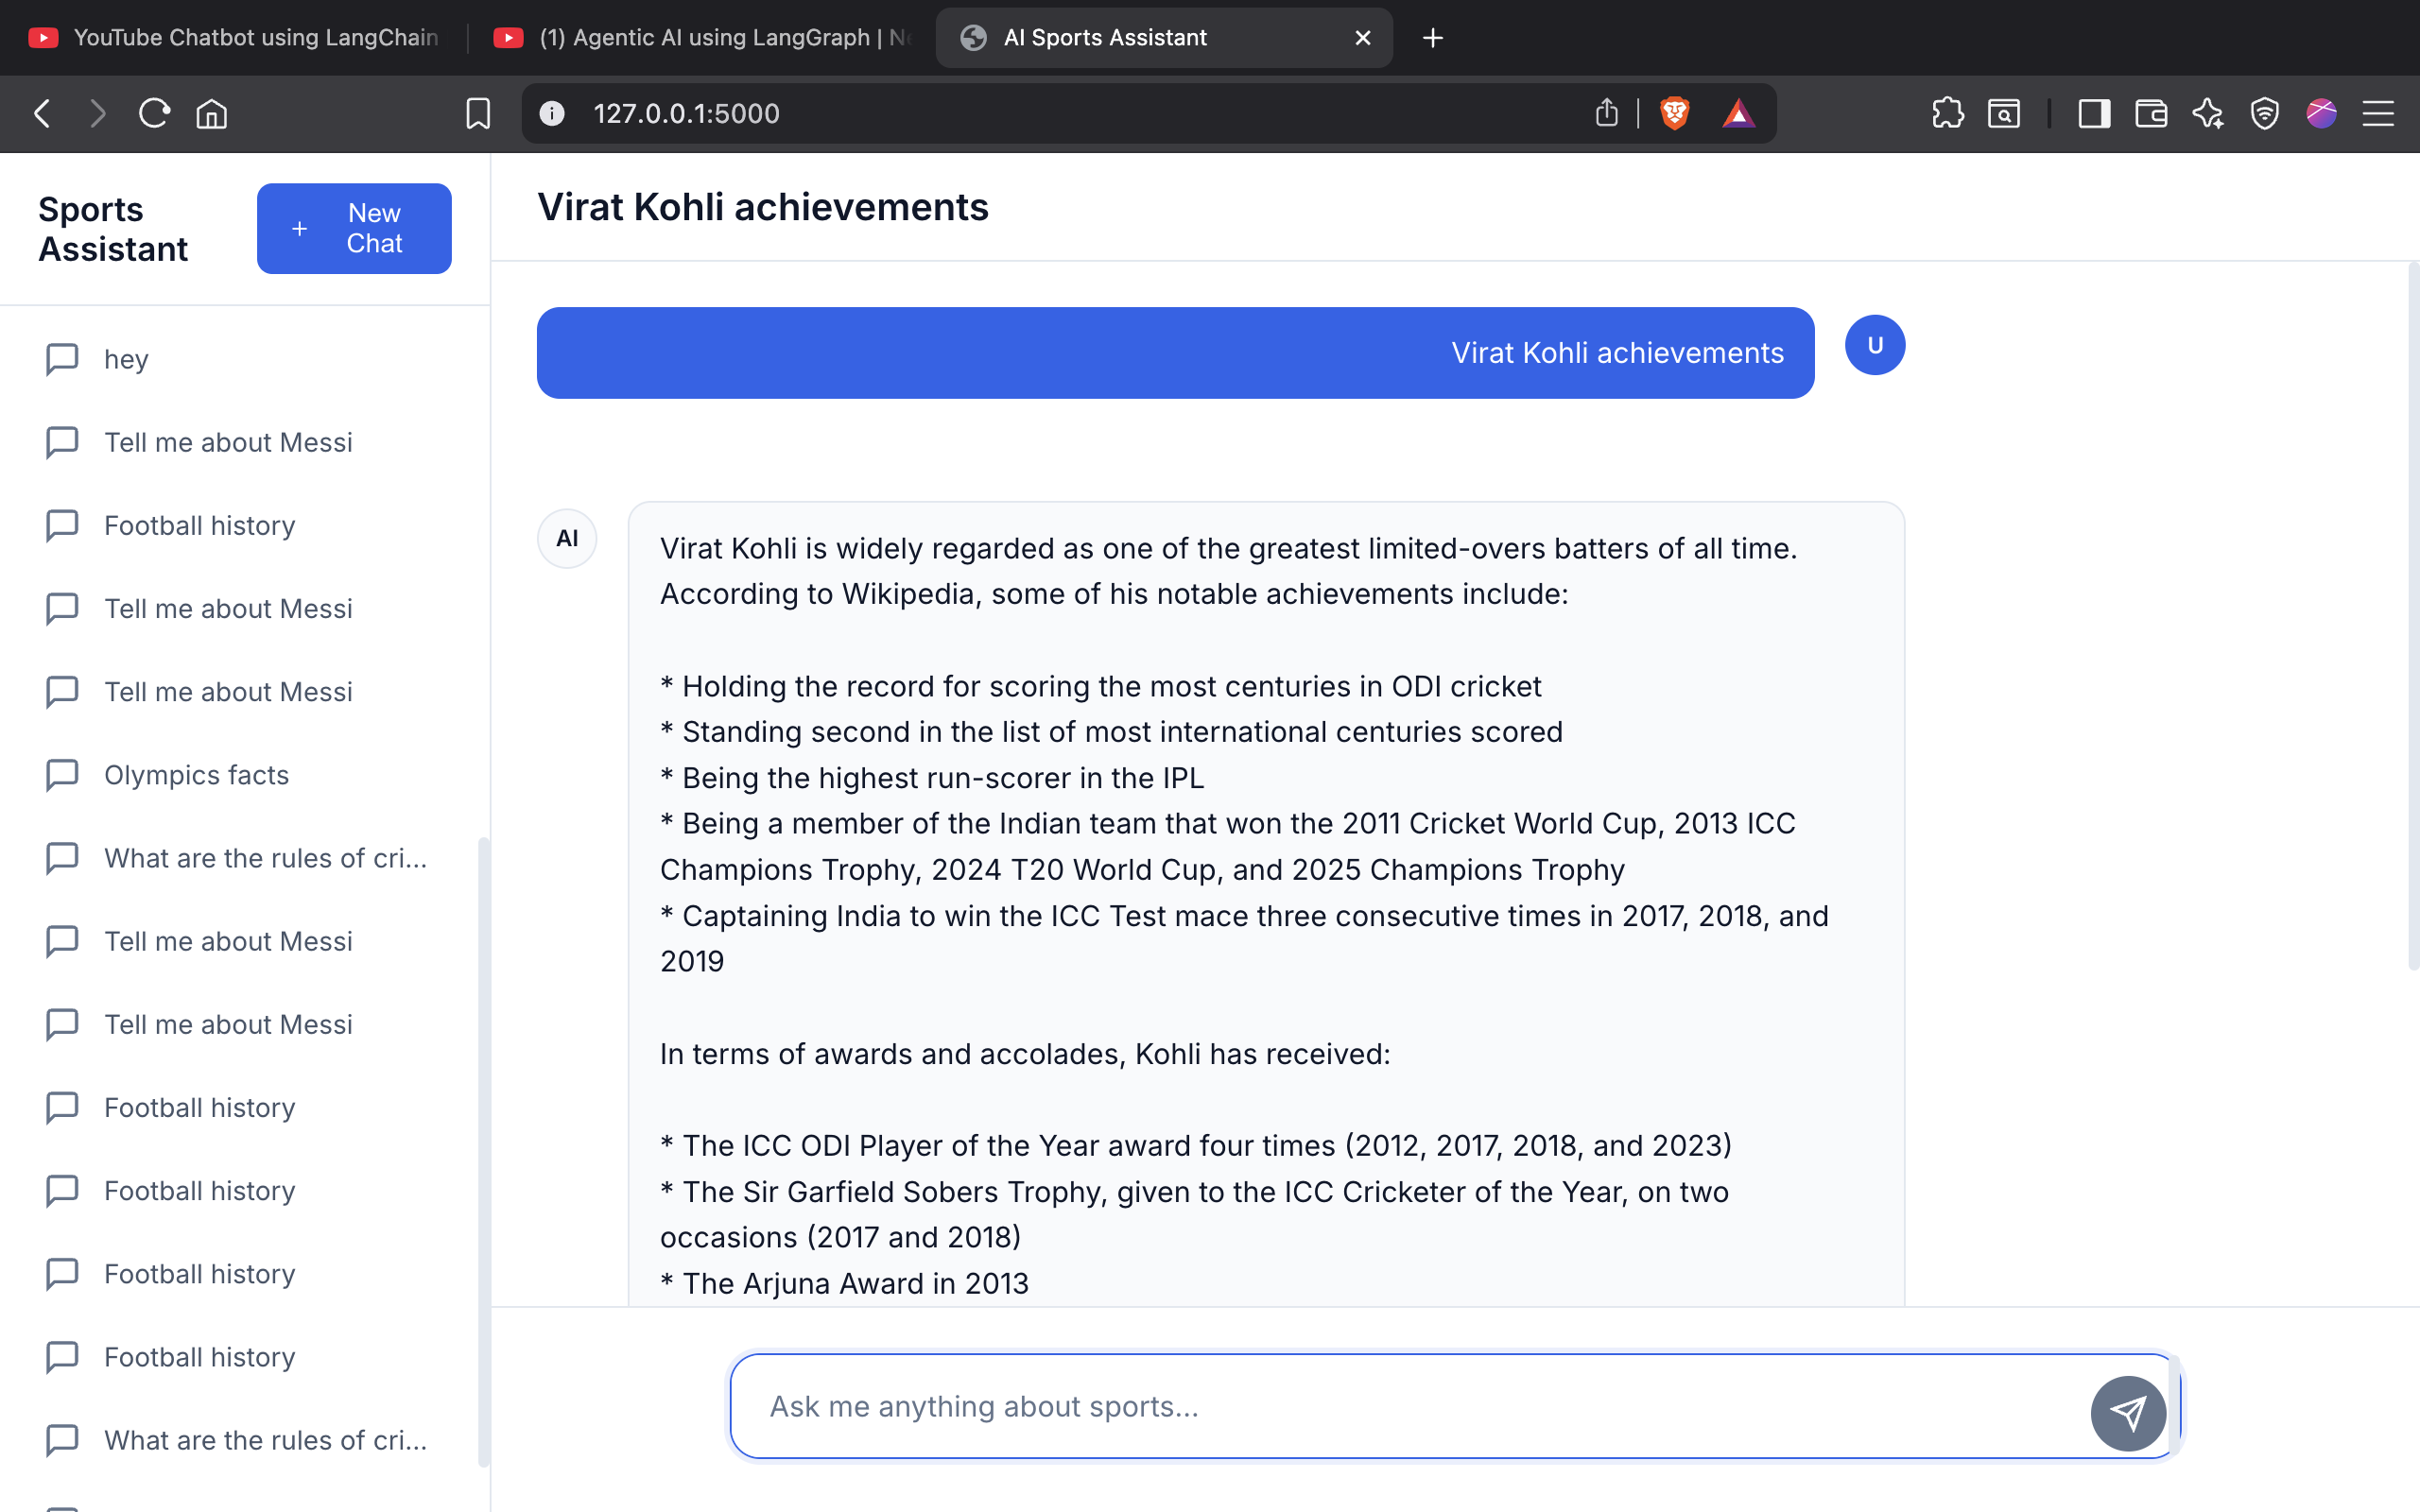 YouTube Chatbot using LangChain
(1) Agentic AI using LangGraph |
AI Sports Assistant
127.0.0.1:5000
Sports
Assistant
+ New
Chat
hey
Tell me about Messi
Football history
Tell me about Messi
Tell me about Messi
Olympics facts
What are the rules of cri...
Tell me about Messi
Tell me about Messi
Football history
Football history
Football history
Football history
What are the rules of cri...
Virat Kohli achievements
Virat Kohli achievements
U
AI
Virat Kohli is widely regarded as one of the greatest limited-overs batters of all time.
According to Wikipedia, some of his notable achievements include:
* Holding the record for scoring the most centuries in ODI cricket
* Standing second in the list of most international centuries scored
* Being the highest run-scorer in the IPL
* Being a member of the Indian team that won the 2011 Cricket World Cup, 2013 ICC
Champions Trophy, 2024 T20 World Cup, and 2025 Champions Trophy
* Captaining India to win the ICC Test mace three consecutive times in 2017, 2018, and
2019
In terms of awards and accolades, Kohli has received:
* The ICC ODI Player of the Year award four times (2012, 2017, 2018, and 2023)
* The Sir Garfield Sobers Trophy, given to the ICC Cricketer of the Year, on two
occasions (2017 and 2018)
* The Arjuna Award in 2013
Ask me anything about sports...